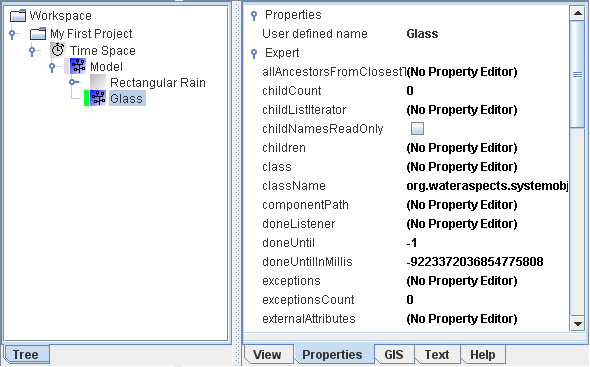 Workspace
My First Project
Time Space
Model
Rectangular Rain
Glass
Tree
Properties
User defined name Glass
Expert
allAncestorsFromClosestT (No Property Editor)
childCount 0
childListIterator (No Property Editor)
childNamesReadOnly
children (No Property Editor)
class (No Property Editor)
className org.wateraspects.systemobj
componentPath (No Property Editor)
doneListener (No Property Editor)
doneUntil -1
doneUntilInMillis -9223372036854775808
exceptions (No Property Editor)
exceptionsCount 0
externalAttributes (No Property Editor)
View Properties GIS Text Help